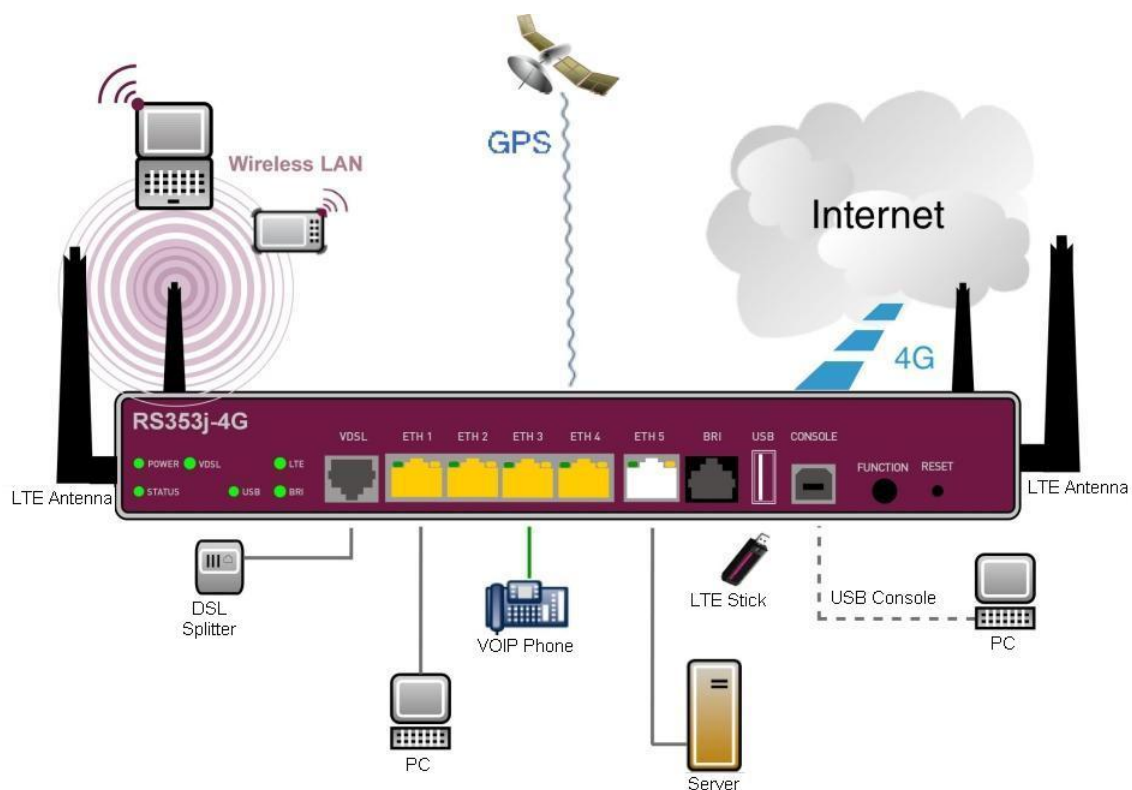 GPS
Wireless LAN
Internet
4G
RS353j-4G
VDSL ETH 1 ETH 2 ETH 3 ETH 4 ETH 5 BRI USB CONSOLE
POWER VDSL LTE
FUNCTION RESET
STATUS USB BRI
LTE Antenna
LTE Antenna
DSL
Splitter
VOIP Phone
LTE Stick
USB Console
PC
PC
Server